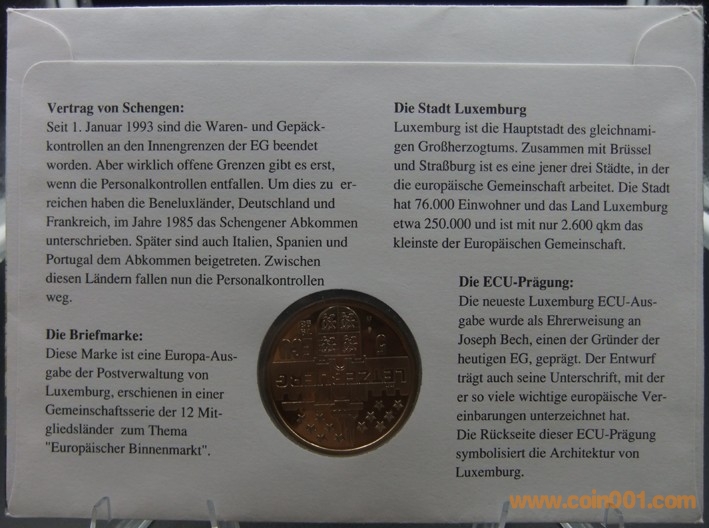 Vertrag von Schengen:
Seit 1. Januar 1993 sind die Waren- und Gepäck-
kontrollen an den Innengrenzen der EG beendet
worden. Aber wirklich offene Grenzen gibt es erst,
wenn die Personalkontrollen entfallen. Um dies zu er-
reichen haben die Beneluxländer, Deutschland und
Frankreich, im Jahre 1985 das Schengener Abkommen
unterschrieben. Später sind auch Italien, Spanien und
Portugal dem Abkommen beigetreten. Zwischen
diesen Ländern fallen nun die Personalkontrollen
weg.
Die Briefmarke:
Diese Marke ist eine Europa-Aus-
gabe der Postverwaltung von
Luxemburg, erschienen in einer
Gemeinschaftsserie der 12 Mit-
gliedsländer zum Thema
"Europäischer Binnenmarkt".
Die Stadt Luxemburg
Luxemburg ist die Hauptstadt des gleichnami-
gen Großherzogtums. Zusammen mit Brüssel
und Straßburg ist es eine jener drei Städte, in der
die europäische Gemeinschaft arbeitet. Die Stadt
hat 76.000 Einwohner und das Land Luxemburg
etwa 250.000 und ist mit nur 2.600 qkm das
kleinste der Europäischen Gemeinschaft.
Die ECU-Prägung:
Die neueste Luxemburg ECU-Aus-
gabe wurde als Ehrerweisung an
Joseph Bech, einen der Gründer der
heutigen EG, geprägt. Der Entwurf
trägt auch seine Unterschrift, mit der
er so viele wichtige europäische Ver-
einbarungen unterzeichnet hat.
Die Rückseite dieser ECU-Prägung
symbolisiert die Architektur von
Luxemburg.
LËTZEBUERG
www.coin001.com